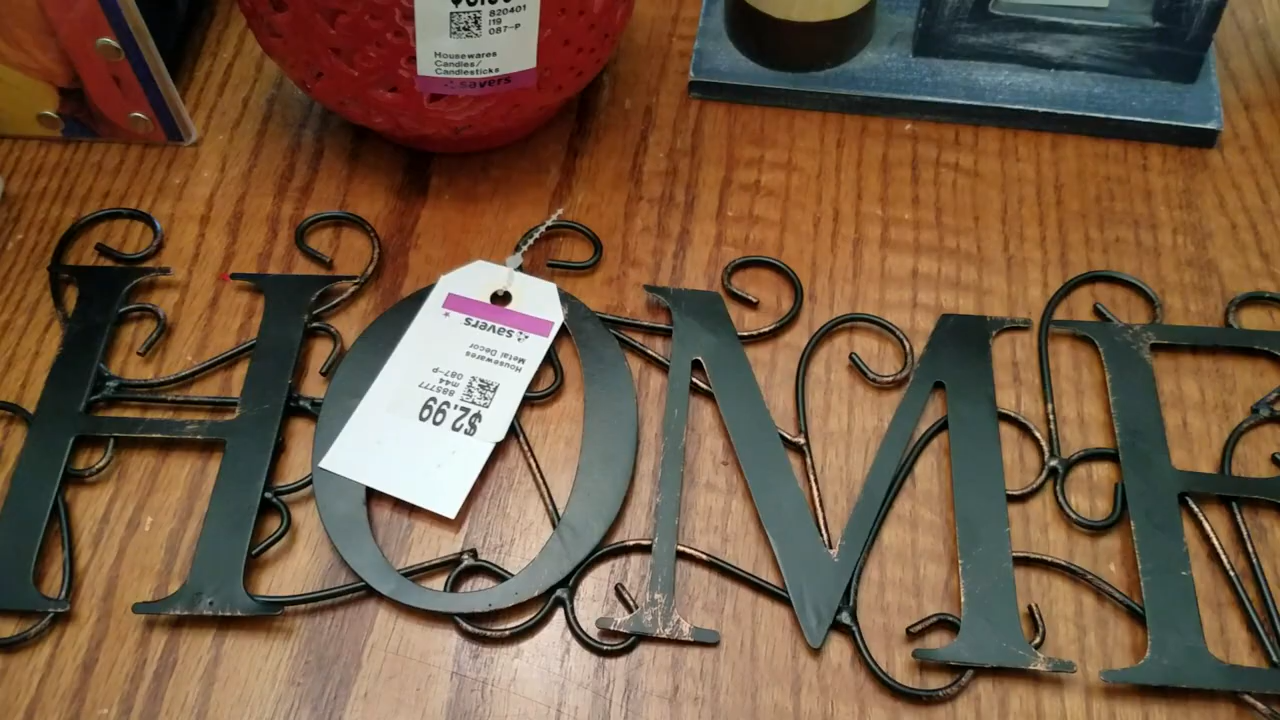 820401
119
087-P
Housewares
Candles/
Candlesticks
savers
HOME
savers
Housewares
Metal Decor
885777
m44
087-P
$2.99